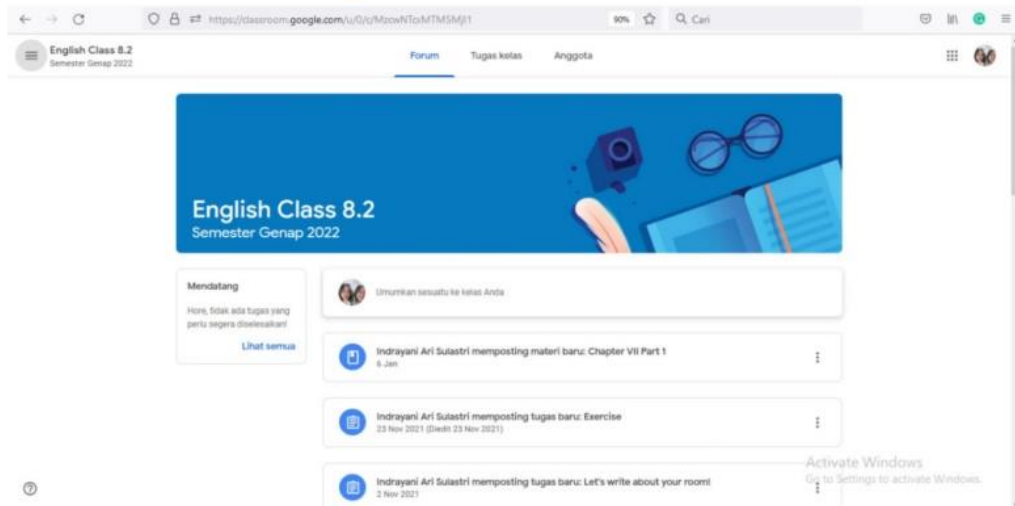 90%
Cari
English Class 8.2
Semester Genap 2022
Forum
Tugas kelas
Anggota
English Class 8.2
Semester Genap 2022
Mendatang
Hore, tidak ada tugas yang
perlu segera diselesaikan!
Lihat semua
Umumkan sesuatu ke kelas Anda
Indrayani Ari Sulastri memposting materi baru: Chapter VII Part 1
6 Jan
Indrayani Ari Sulastri memposting tugas baru: Exercise
23 Nov 2021 (Diedit 23 Nov 2021)
Indrayani Ari Sulastri memposting tugas baru: Let's write about your room!
2 Nov 2021
Activate Windows
Go to Settings to activate Windows.